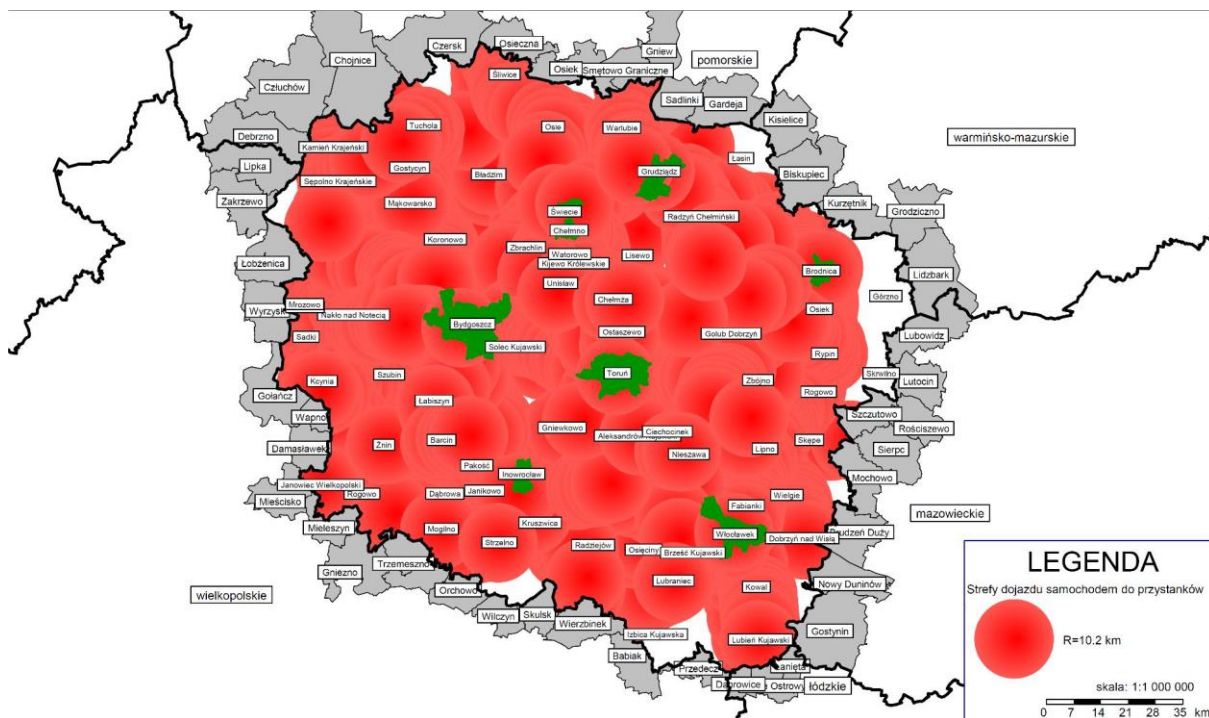 Czersk
Osieczna
Chojnice
Gniew
Osiek
Smętowo Graniczne
pomorskie
Śliwice
Człuchów
Sadlinki
Gardeja
Kisielice
Tuchola
Osie
Warlubie
Debrzno
warmińsko-mazurskie
Kamień Krajeński
Łasin
Lipka
Gostycyn
Bładzim
Grudziądz
Biskupiec
Sępolno Krajeńskie
Zakrzewo
Mąkowarsko
Kurzętnik
Świecie
Radzyń Chełmiński
Grodziczno
Chełmno
Koronowo
Zbrachlin
Watorowo
Lisewo
Kijewo Królewskie
Łobżenica
Brodnica
Lidzbark
Unisław
Górzno
Chełmża
Mrozowo
Wyrzysk
Nakło nad Notecią
Osiek
Bydgoszcz
Ostaszewo
Golub Dobrzyń
Sadki
Lubowidz
Solec Kujawski
Rypin
Toruń
Szubin
Skrwilno
Kcynia
Zbójno
Lutocin
Gołańcz
Rogowo
Łabiszyn
Szczutowo
Wapno
Rościszewo
Gniewkowo
Ciechocinek
Barcin
Skępe
Żnin
Damasławek
Lipno
Sierpc
Nieszawa
Pakość
Inowrocław
Mochowo
Janowiec Wielkopolski
Rogowo
Dąbrowa
Janikowo
Wielgie
Mieścisko
Fabianki
mazowieckie
Mieleszyn
Mogilno
Kruszwica
Włocławek
Dobrzyń nad Wisłą
Strzelno
Radziejów
Osięciny
Brześć Kujawski
Trzemeszno
Gniezno
Lubraniec
Kowal
Nowy Duninów
Orchowo
wielkopolskie
Skulsk
Wilczyn
Wierzbinek
Gostynin
Izbica Kujawska
Lubień Kujawski
Babiak
Przedecz
Dąbrowice
Ostrowy
łódzkie
LEGENDA
Strefy dojazdu samochodem do przystanków
R=10.2 km
skala: 1:1 000 000
0 7 14 21 28 35 km